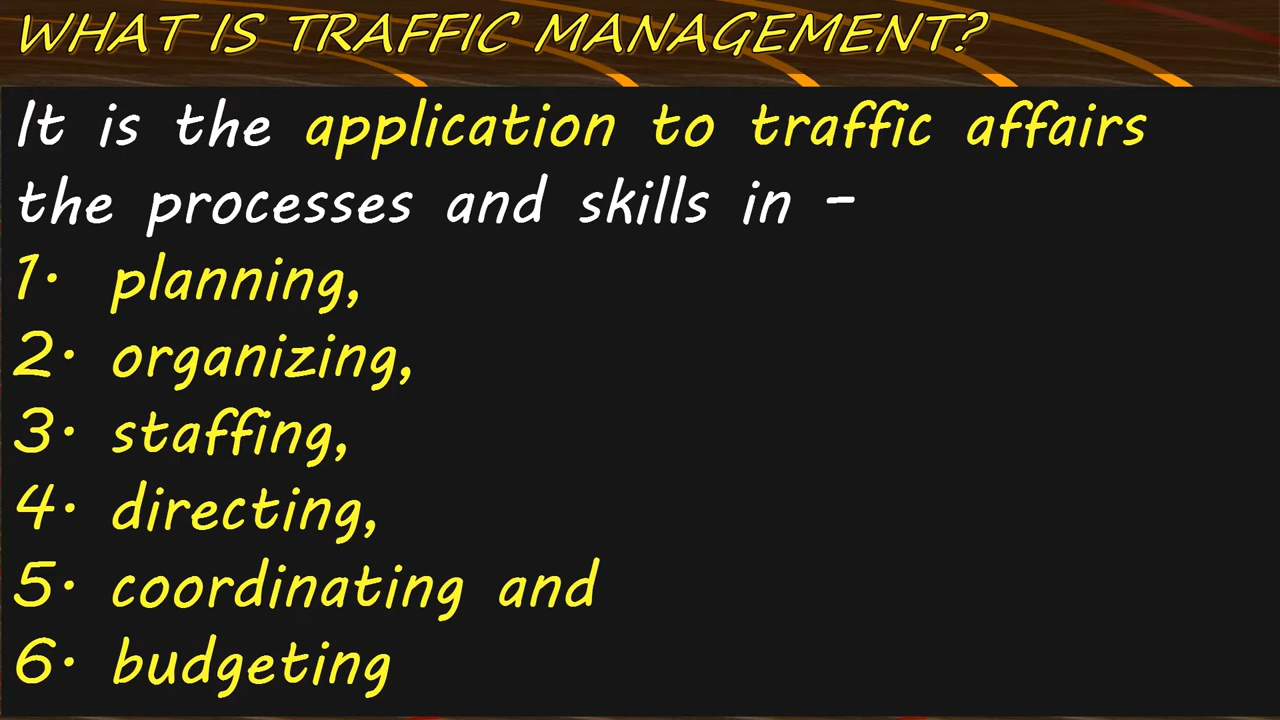 WHAT IS TRAFFIC MANAGEMENT?
It is the application to traffic affairs
the processes and skills in -
1. planning,
2. organizing,
3. staffing,
4. directing,
5. coordinating and
6. budgeting